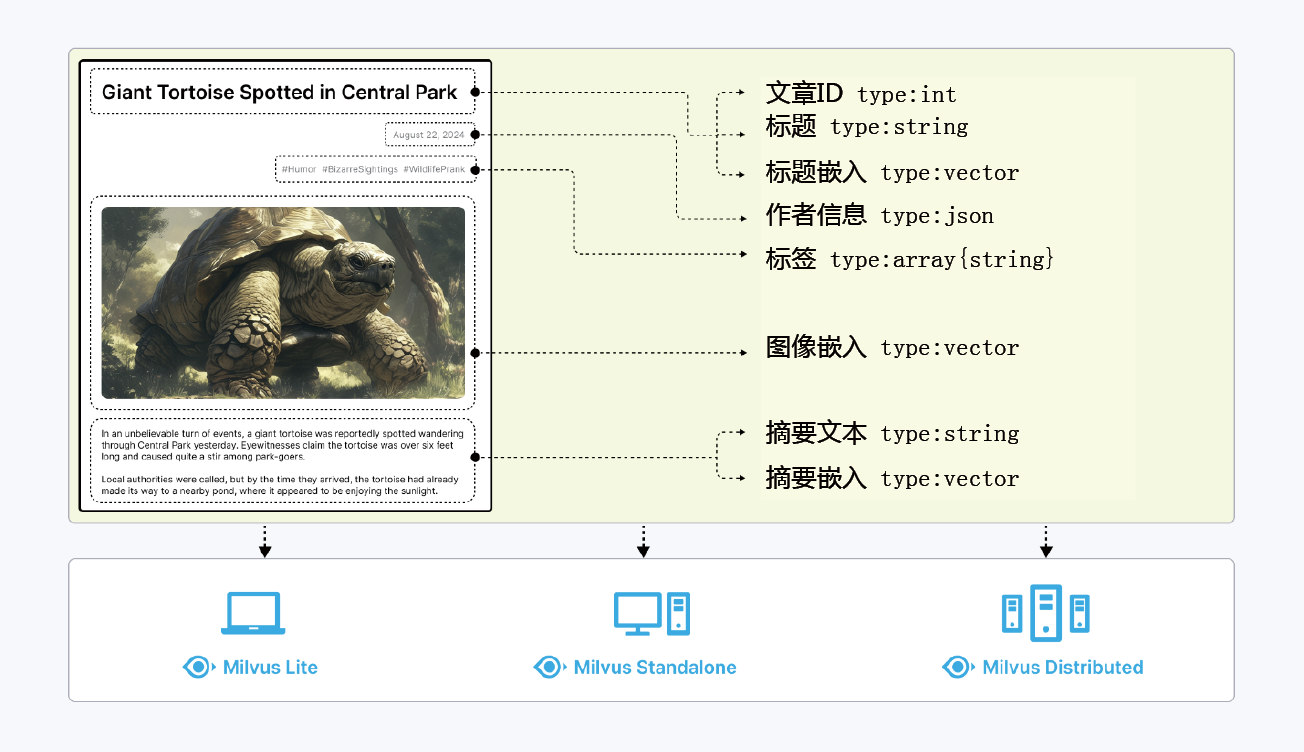 Giant Tortoise Spotted in Central Park
August 22, 2024
#Humor #BizarreSightings #WildlifePrank
In an unbelievable turn of events, a giant tortoise was reportedly spotted wandering
through Central Park yesterday. Eyewitnesses claim the tortoise was over six feet
long and caused quite a stir among park-goers.
Local authorities were called, but by the time they arrived, the tortoise had already
made its way to a nearby pond, where it appeared to be enjoying the sunlight.
文章ID type:int
标题 type:string
标题嵌入 type:vector
作者信息 type:json
标签 type:array{string}
图像嵌入 type:vector
摘要文本 type:string
摘要嵌入 type:vector
Milvus Lite
Milvus Standalone
Milvus Distributed